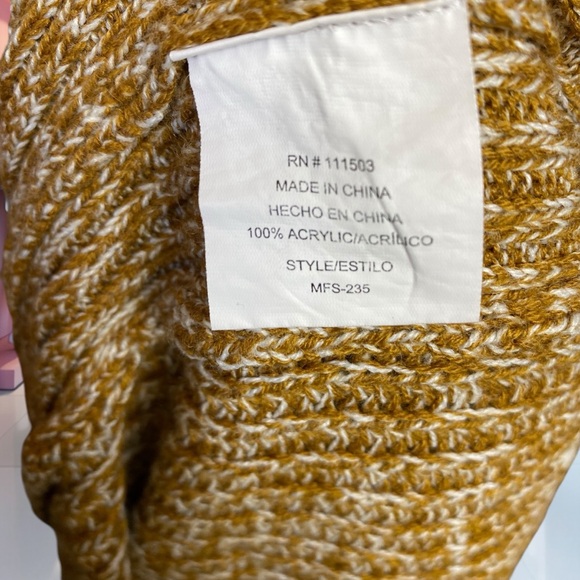 RN # 111503
MADE IN CHINA
HECHO EN CHINA
100% ACRYLIC/ACRÍLICO
STYLE/ESTILO
MFS-235